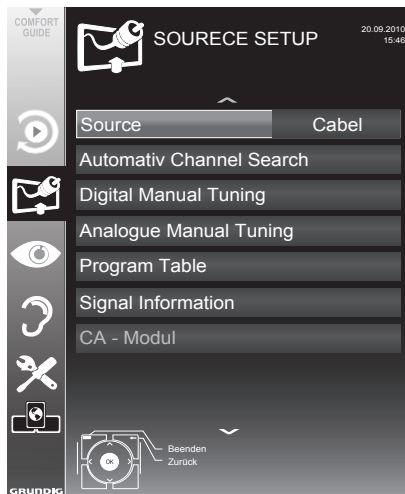 COMFORT
GUIDE
SOURECE SETUP
20.09.2010
15:46
Source Cabel
Automativ Channel Search
Digital Manual Tuning
Analogue Manual Tuning
Program Table
Signal Information
CA - Modul
OK
Beenden
Zurück
GRUNDIG